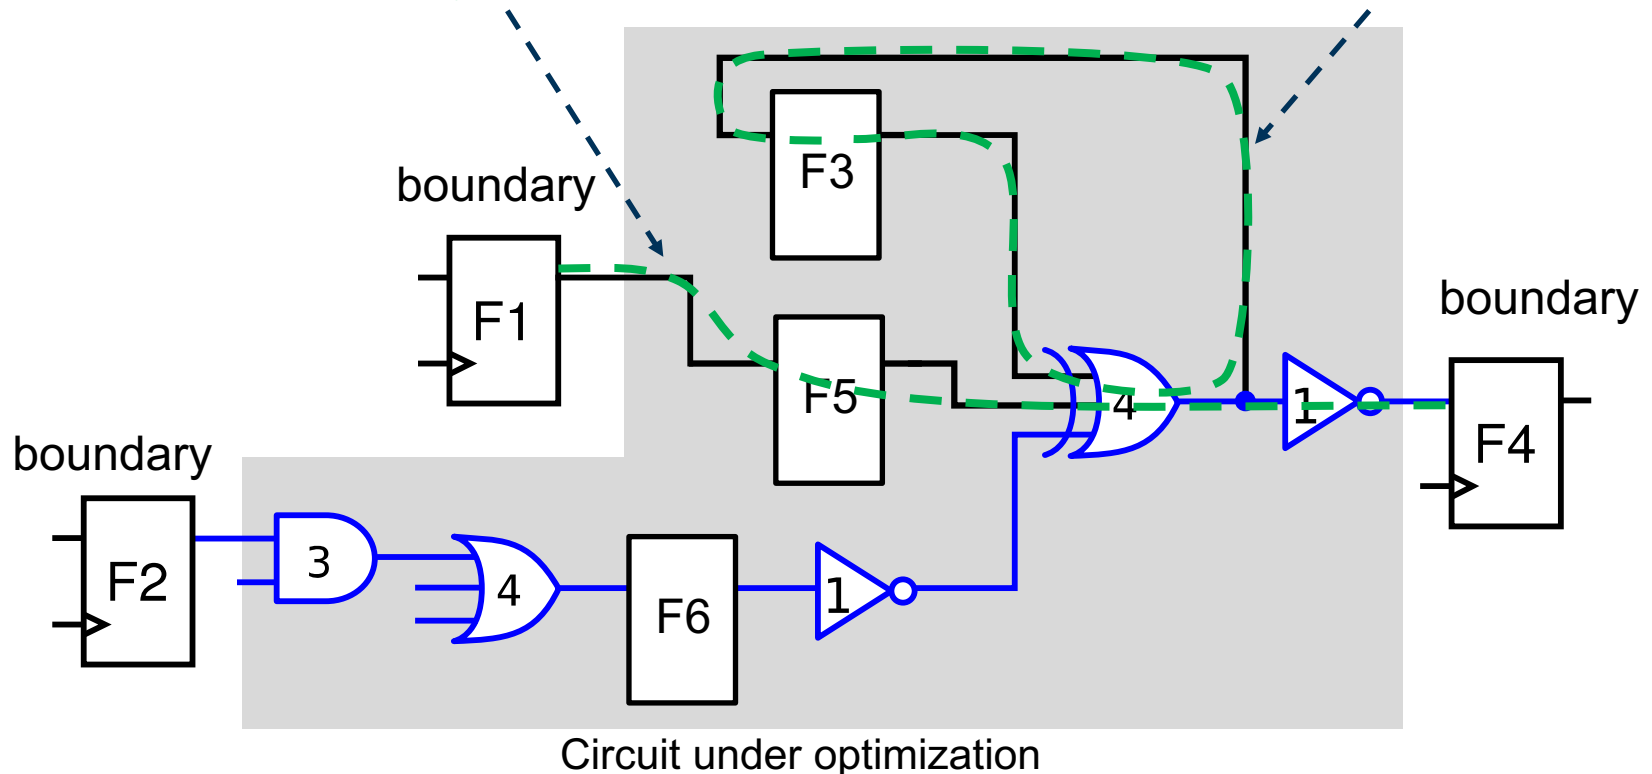 boundary
F3
F1
boundary
F5
4
1
F4
boundary
F2
3
4
F6
1
Circuit under optimization